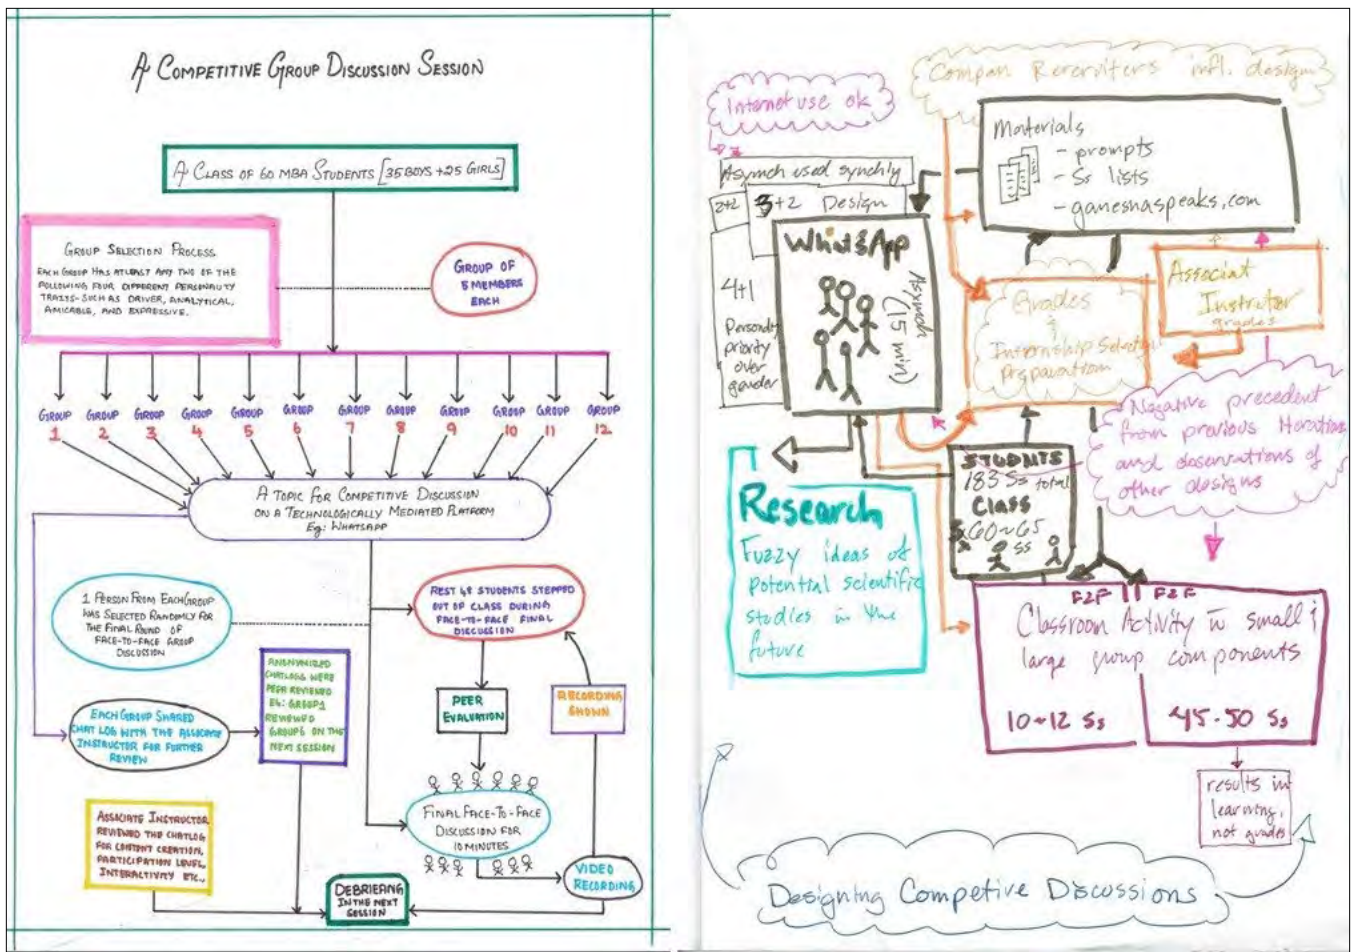 A COMPETITIVE GROUP DISCUSSION SESSION
A CLASS OF 60 MBA STUDENTS [35 BOYS + 25 GIRLS]
GROUP SELECTION PROCESS
EACH GROUP HAS ATLEAST ANY TWO OF THE
FOLLOWING FOUR DIFFERENT PERSONALITY
TRAITS-SUCH AS DRIVER, ANALYTICAL,
AMICABLE, AND EXPRESSIVE.
GROUP OF
5 MEMBERS
EACH
GROUP
1
GROUP
2
GROUP
3
GROUP
4
GROUP
5
GROUP
6
GROUP
7
GROUP
8
GROUP
9
GROUP
10
GROUP
11
GROUP
12
A TOPIC FOR COMPETITIVE DISCUSSION
ON A TECHNOLOGICALLY MEDIATED PLATFORM
Eg: WHATSAPP
1 PERSON FROM EACH GROUP
WAS SELECTED RANDOMLY FOR
THE FINAL ROUND OF
FACE-TO-FACE GROUP
DISCUSSION
REST 48 STUDENTS STEPPED
OUT OF CLASS DURING
FACE-TO-FACE FINAL
DISCUSSION
ANONYMIZED
CHATLOGS WERE
PEER REVIEWED
EG: GROUP1
REVIEWED
GROUP6 ON THE
NEXT SESSION
PEER
EVALUATION
RECORDING
SHOWN
EACH GROUP SHARED
CHAT LOG WITH THE ASSOCIATE
INSTRUCTOR FOR FURTHER
REVIEW
ASSOCIATE INSTRUCTOR
REVIEWED THE CHATLOG
FOR CONTENT CREATION,
PARTICIPATION LEVEL,
INTERACTIVITY ETC.,
FINAL FACE-TO-FACE
DISCUSSION FOR
10 MINUTES
VIDEO
RECORDING
DEBRIEFING
IN THE NEXT
SESSION
Compan Rercruiters infl. design
Internet use ok
Materials
- prompts
- Ss lists
- ganeshaspeaks.com
Asynch used synchly
2+2
3+2 Design
WhatsApp
Asynch
(15 min)
4+1
Personality
priority
over
gender
Grades
Internship Selection
Preparation
Associat
Instrutor
grades
Negative precedent
from previous iterations
and observations of
other designs
STUDNTS
183 Ss total
Class
60~65
Ss
Research
Fuzzy ideas of
potential scientific
studies in the
future
F2F F2F
Classroom Activity in small &
large group components
10~12 Ss
45-50 Ss
results in
learning,
not grades
Designing Competive Discussions